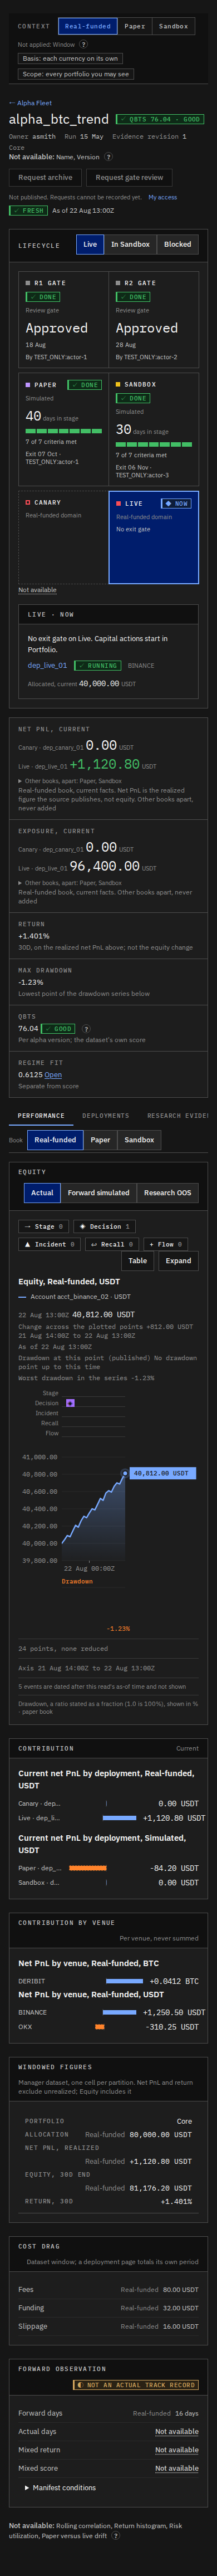 CONTEXT Real-funded Paper Sandbox
Not applied: Window ?
Basis: each currency on its own
Scope: every portfolio you may see
← Alpha Fleet
alpha_btc_trend ✓ QBTS 76.04 · GOOD
Owner asmith Run 15 May Evidence revision 1
Core
Not available: Name, Version ?
Request archive Request gate review
Not published. Requests cannot be recorded yet. My access
✓ FRESH As of 22 Aug 13:00Z
LIFECYCLE Live In Sandbox Blocked
R1 GATE
✓ DONE
Review gate
Approved
18 Aug
By TEST_ONLY:actor-1
R2 GATE
✓ DONE
Review gate
Approved
28 Aug
By TEST_ONLY:actor-2
PAPER ✓ DONE
Simulated
40 days in stage
7 of 7 criteria met
Exit 07 Oct ·
TEST_ONLY:actor-1
SANDBOX
✓ DONE
Simulated
30 days in stage
7 of 7 criteria met
Exit 06 Nov ·
TEST_ONLY:actor-3
CANARY
Real-funded domain
LIVE ◆ NOW
Real-funded domain
No exit gate
Not available
LIVE · NOW
No exit gate on Live. Capital actions start in
Portfolio.
dep_live_01 ✓ RUNNING BINANCE
Allocated, current 40,000.00 USDT
NET PNL, CURRENT
Canary · dep_canary_01 0.00 USDT
Live · dep_live_01 +1,120.80 USDT
▶ Other books, apart: Paper, Sandbox
Real-funded book, current facts. Net PnL is the realized
figure the source publishes, not equity. Other books apart,
never added
EXPOSURE, CURRENT
Canary · dep_canary_01 0.00 USDT
Live · dep_live_01 96,400.00 USDT
▶ Other books, apart: Paper, Sandbox
Real-funded book, current facts. Other books apart, never
added
RETURN
+1.401%
30D, on the realized net PnL above; not the equity change
MAX DRAWDOWN
-1.23%
Lowest point of the drawdown series below
QBTS
76.04 ✓ GOOD ?
Per alpha version; the dataset's own score
REGIME FIT
0.6125 Open
Separate from score
PERFORMANCE DEPLOYMENTS RESEARCH EVIDE
Book Real-funded Paper Sandbox
EQUITY
Actual Forward simulated Research OOS
→ Stage 0 ◈ Decision 1
▲ Incident 0 ↩ Recall 0 + Flow 0
Table Expand
Equity, Real-funded, USDT
Account acct_binance_02 · USDT
22 Aug 13:00Z 40,812.00 USDT
Change across the plotted points +812.00 USDT
21 Aug 14:00Z to 22 Aug 13:00Z
As of 22 Aug 13:00Z
Drawdown at this point (published) No drawdown
point up to this time
Worst drawdown in the series -1.23%
Stage
Decision
Incident
Recall
Flow
41,000.00
40,800.00 40,812.00 USDT
40,600.00
40,400.00
40,200.00
40,000.00
39,800.00
22 Aug 00:00Z
Drawdown
-1.23%
24 points, none reduced
Axis 21 Aug 14:00Z to 22 Aug 13:00Z
5 events are dated after this read's as-of time and not shown
Drawdown, a ratio stated as a fraction (1.0 is 100%), shown in %
· paper book
CONTRIBUTION Current
Current net PnL by deployment, Real-funded,
USDT
Canary · dep... 0.00 USDT
Live · dep_li... +1,120.80 USDT
Current net PnL by deployment, Simulated,
USDT
Paper · dep_... -84.20 USDT
Sandbox · d... 0.00 USDT
CONTRIBUTION BY VENUE
Per venue, never summed
Net PnL by venue, Real-funded, BTC
DERIBIT +0.0412 BTC
Net PnL by venue, Real-funded, USDT
BINANCE +1,250.50 USDT
OKX -310.25 USDT
WINDOWED FIGURES
Manager dataset, one cell per partition. Net PnL and return
exclude unrealized; Equity includes it
PORTFOLIO Core
ALLOCATION Real-funded 80,000.00 USDT
NET PNL, REALIZED
Real-funded +1,120.80 USDT
EQUITY, 30D END
Real-funded 81,176.20 USDT
RETURN, 30D +1.401%
COST DRAG
Dataset window; a deployment page totals its own period
Fees Real-funded 80.00 USDT
Funding Real-funded 32.00 USDT
Slippage Real-funded 16.00 USDT
FORWARD OBSERVATION
◐ NOT AN ACTUAL TRACK RECORD
Forward days Real-funded 16 days
Actual days Not available
Mixed return Not available
Mixed score Not available
▶ Manifest conditions
Not available: Rolling correlation, Return histogram, Risk
utilization, Paper versus live drift ?